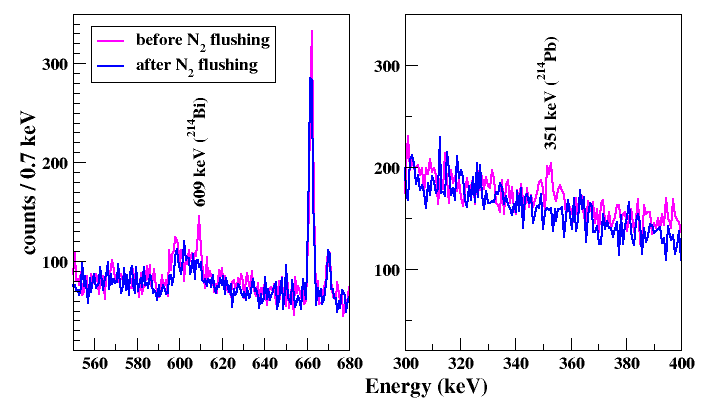 before N2 flushing
after N2 flushing
609 keV (214Bi)
351 keV (214Pb)
counts / 0.7 keV
300
200
100
560 580 600 620 640 660 680
300
200
100
300 320 340 360 380 400
Energy (keV)